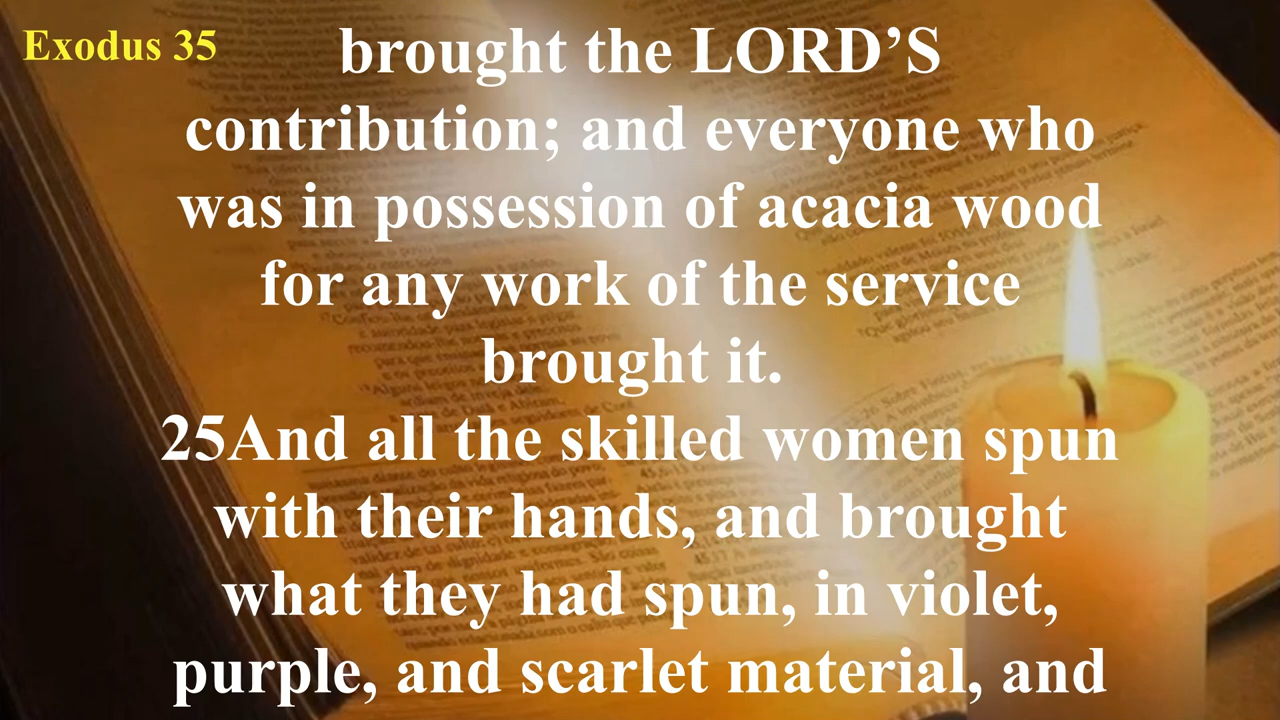 Exodus 35
brought the LORD’S
contribution; and everyone who
was in possession of acacia wood
for any work of the service
brought it.
25And all the skilled women spun
with their hands, and brought
what they had spun, in violet,
purple, and scarlet material, and